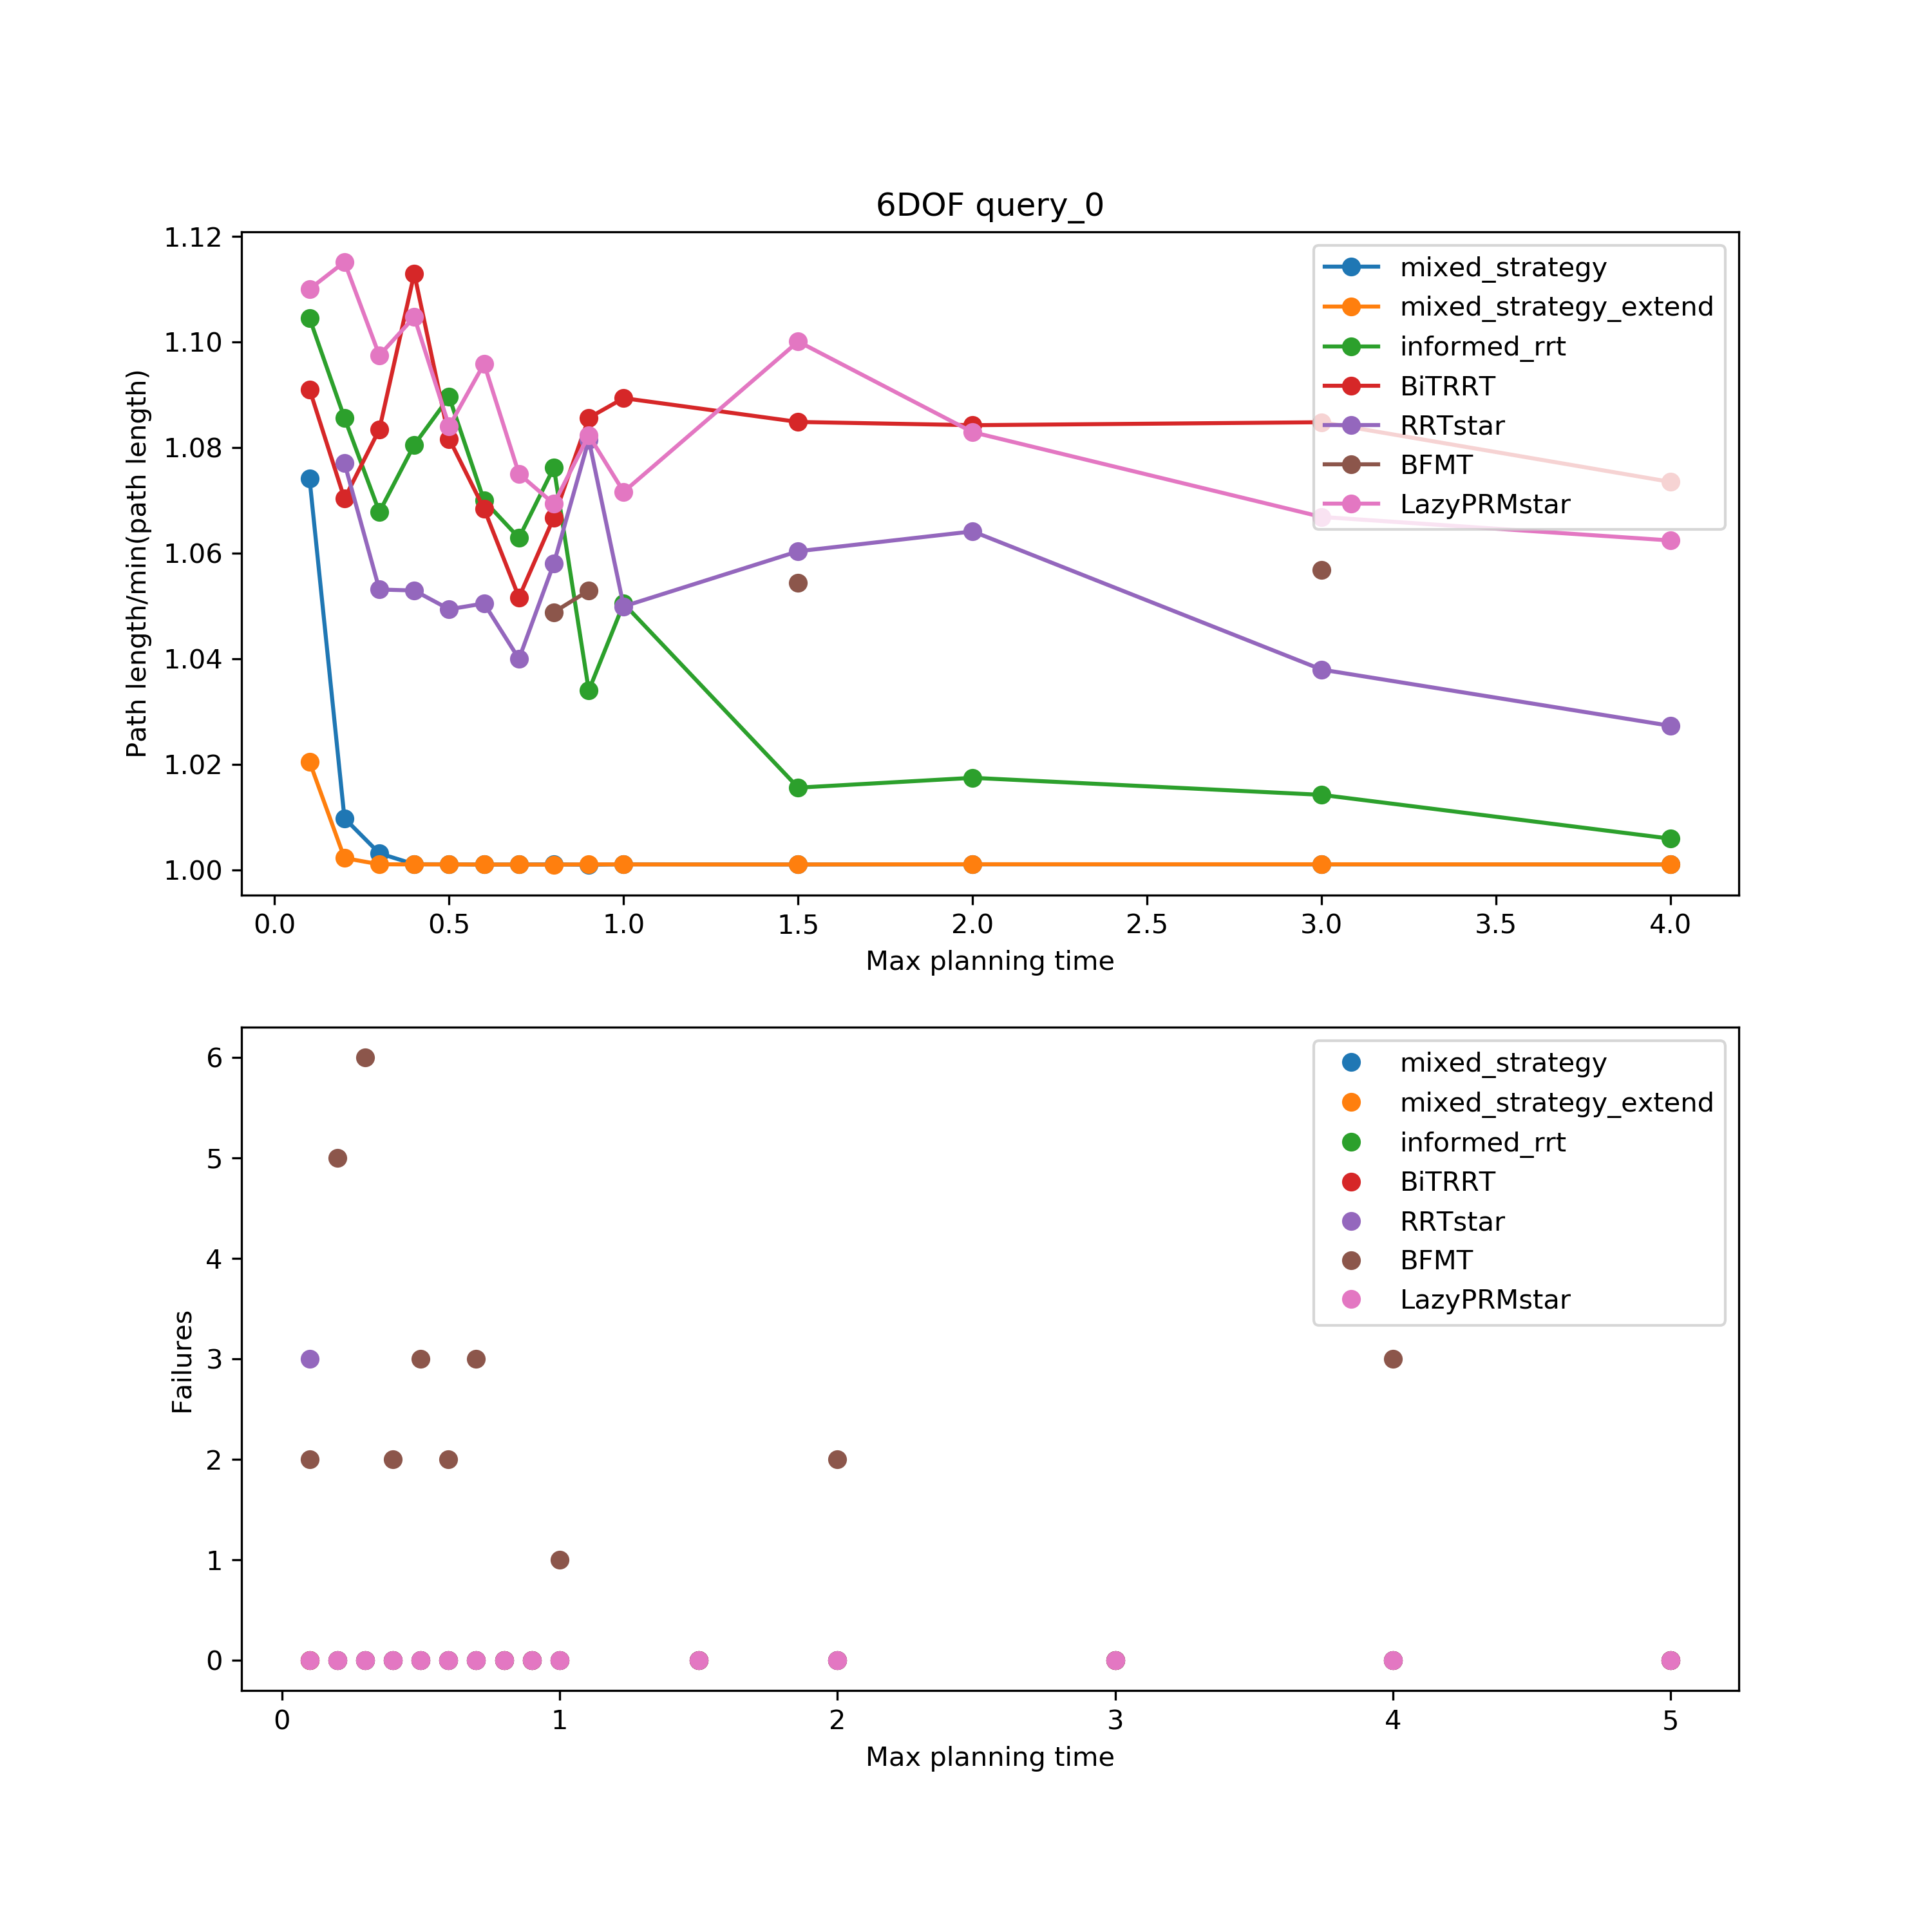 6DOF query_0
1.12
1.10
1.08
1.06
1.04
1.02
1.00
Path length/min(path length)
mixed_strategy
mixed_strategy_extend
informed_rrt
BiTRRT
RRTstar
BFMT
LazyPRMstar
0.0 0.5 1.0 1.5 2.0 2.5 3.0 3.5 4.0
Max planning time
6
5
4
3
2
1
0
Failures
mixed_strategy
mixed_strategy_extend
informed_rrt
BiTRRT
RRTstar
BFMT
LazyPRMstar
0 1 2 3 4 5
Max planning time